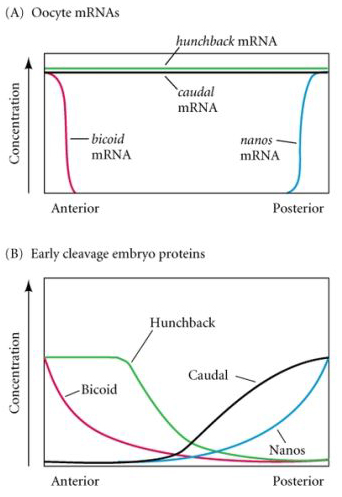 (A) Oocyte mRNAs
hunchback mRNA
caudal
mRNA
bicoid
mRNA
nanos
mRNA
Concentration
Anterior
Posterior
(B) Early cleavage embryo proteins
Hunchback
Caudal
Bicoid
Nanos
Concentration
Anterior
Posterior